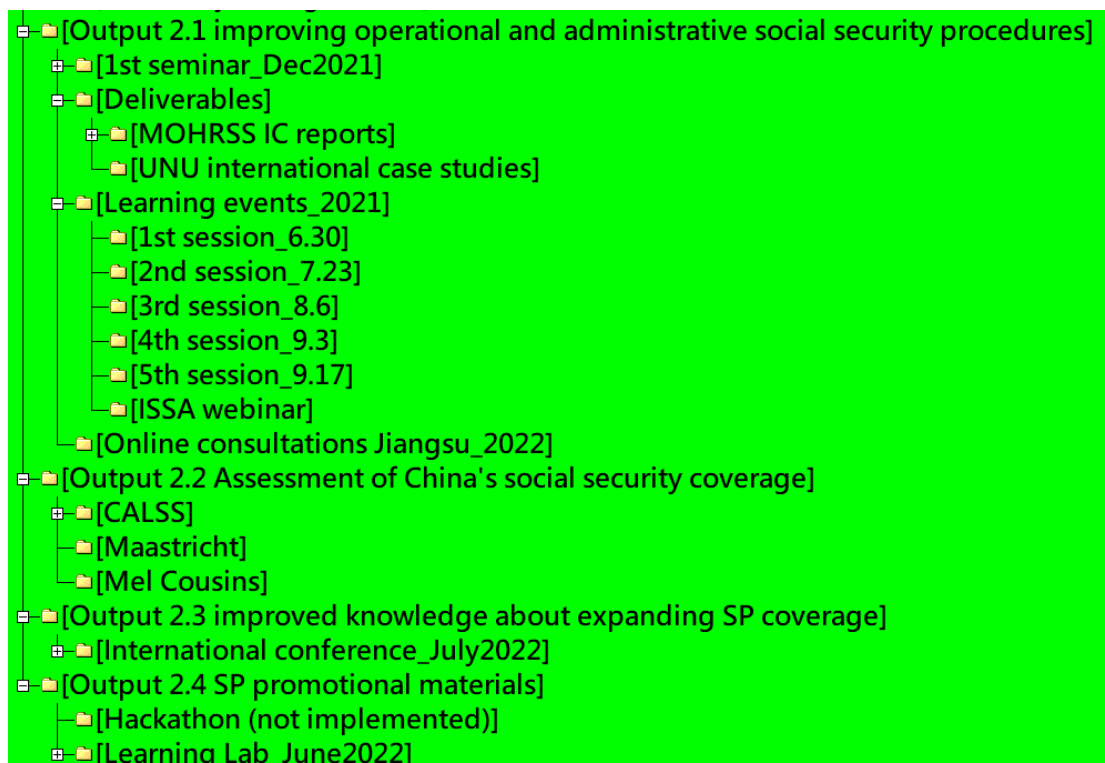 [Output 2.1 improving operational and administrative social security procedures]
[1st seminar_Dec2021]
[Deliverables]
[MOHRSS IC reports]
[UNU international case studies]
[Learning events_2021]
[1st session_6.30]
[2nd session_7.23]
[3rd session_8.6]
[4th session_9.3]
[5th session_9.17]
[ISSA webinar]
[Online consultations Jiangsu_2022]
[Output 2.2 Assessment of China's social security coverage]
[CALSS]
[Maastricht]
[Mel Cousins]
[Output 2.3 improved knowledge about expanding SP coverage]
[International conference_July2022]
[Output 2.4 SP promotional materials]
[Hackathon (not implemented)]
[Learning Lab_June2022]